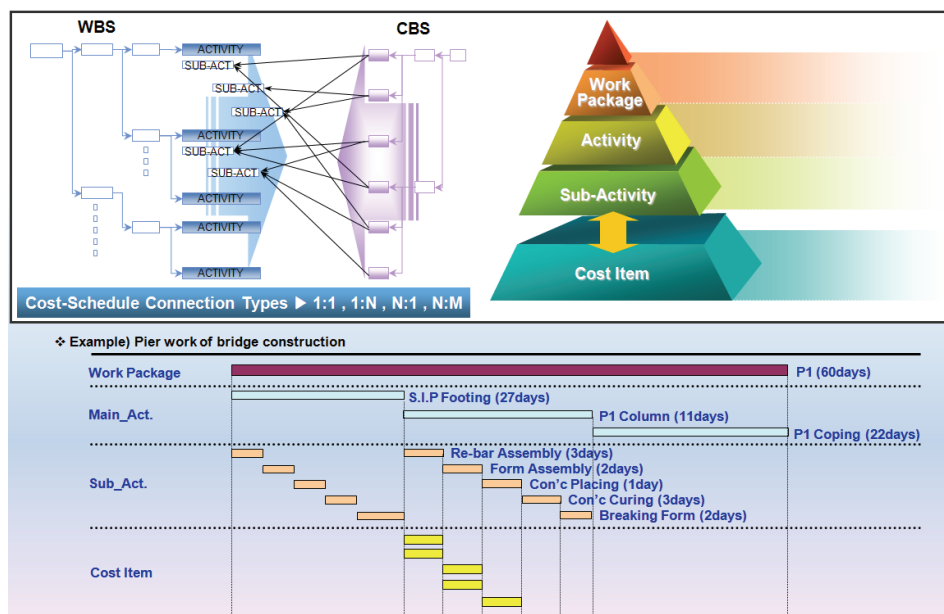 WBS
CBS
ACTIVITY
SUB-ACT.
SUB-ACT.
SUB-ACT.
ACTIVITY
SUB-ACT.
SUB-ACT.
ACTIVITY
ACTIVITY
ACTIVITY
Cost-Schedule Connection Types ▶ 1:1 , 1:N , N:1 , N:M
Work
Package
Activity
Sub-Activity
Cost Item
❖ Example) Pier work of bridge construction
Work Package
P1 (60days)
S.I.P Footing (27days)
Main_Act.
P1 Column (11days)
P1 Coping (22days)
Re-bar Assembly (3days)
Form Assembly (2days)
Sub_Act.
Con'c Placing (1day)
Con'c Curing (3days)
Breaking Form (2days)
Cost Item